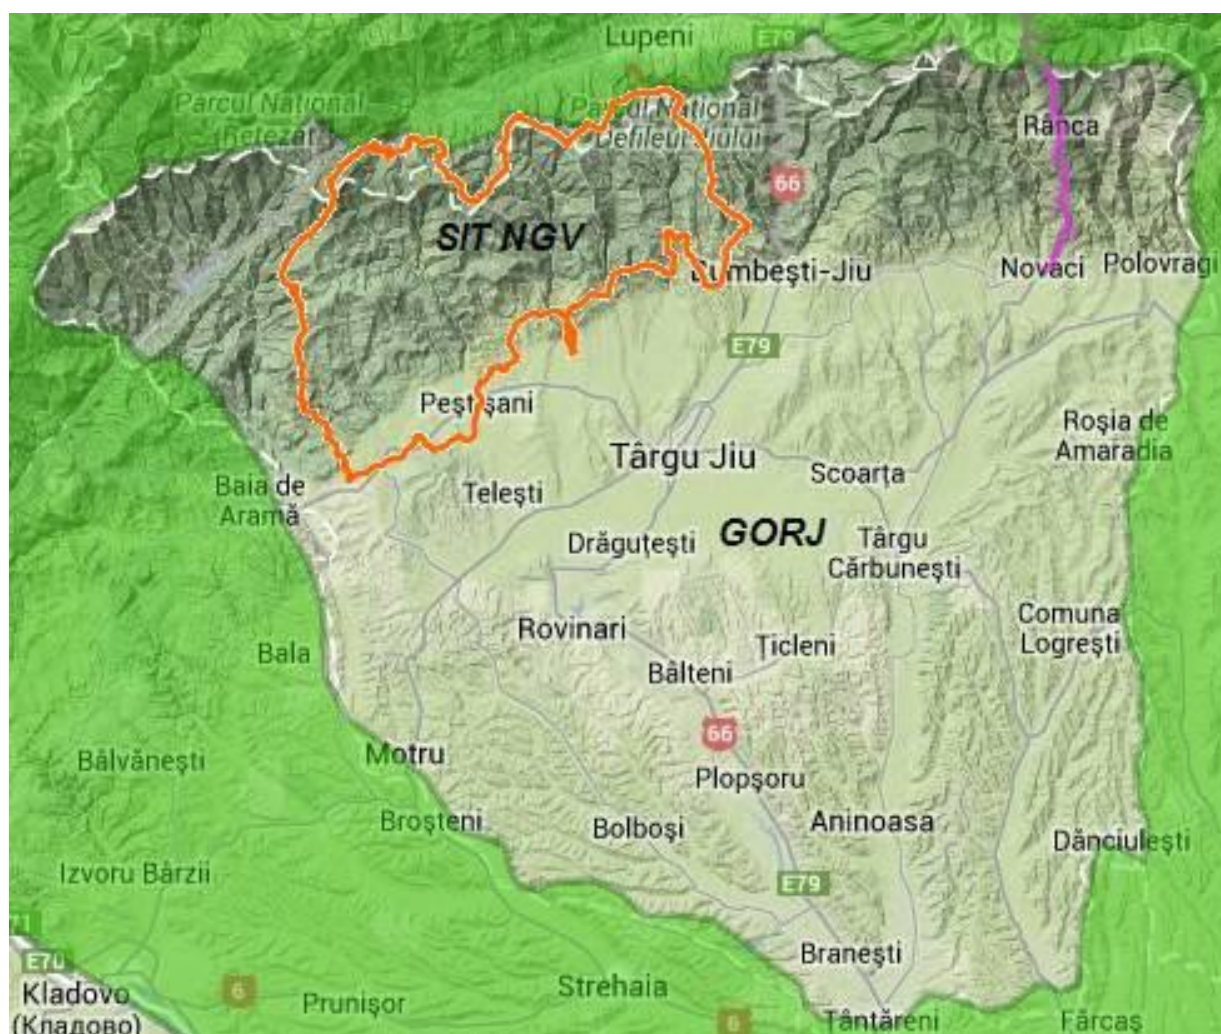 Lupeni
E79
Parcul Național
Retezat
Parcul Național
Defileul Jiului
Rânca
66
SIT NGV
Bumbești-Jiu
Novaci
Polovragi
E79
Peștișani
Roșia de
Amaradia
Târgu Jiu
Scoarța
Baia de
Aramă
Telești
GORJ
Drăguțești
Târgu
Cărbunești
Rovinari
Comuna
Logrești
Bala
Țicleni
Bâlteni
66
Motru
Bâlvănești
Plopșoru
Broșteni
Bolboși
Aninoasa
Dănciulești
Izvoru Bârzii
E79
71
E70
Branești
Kladovo
(Кладово)
6
Prunișor
Strehaia
6
Țânțăreni
Fărcaș